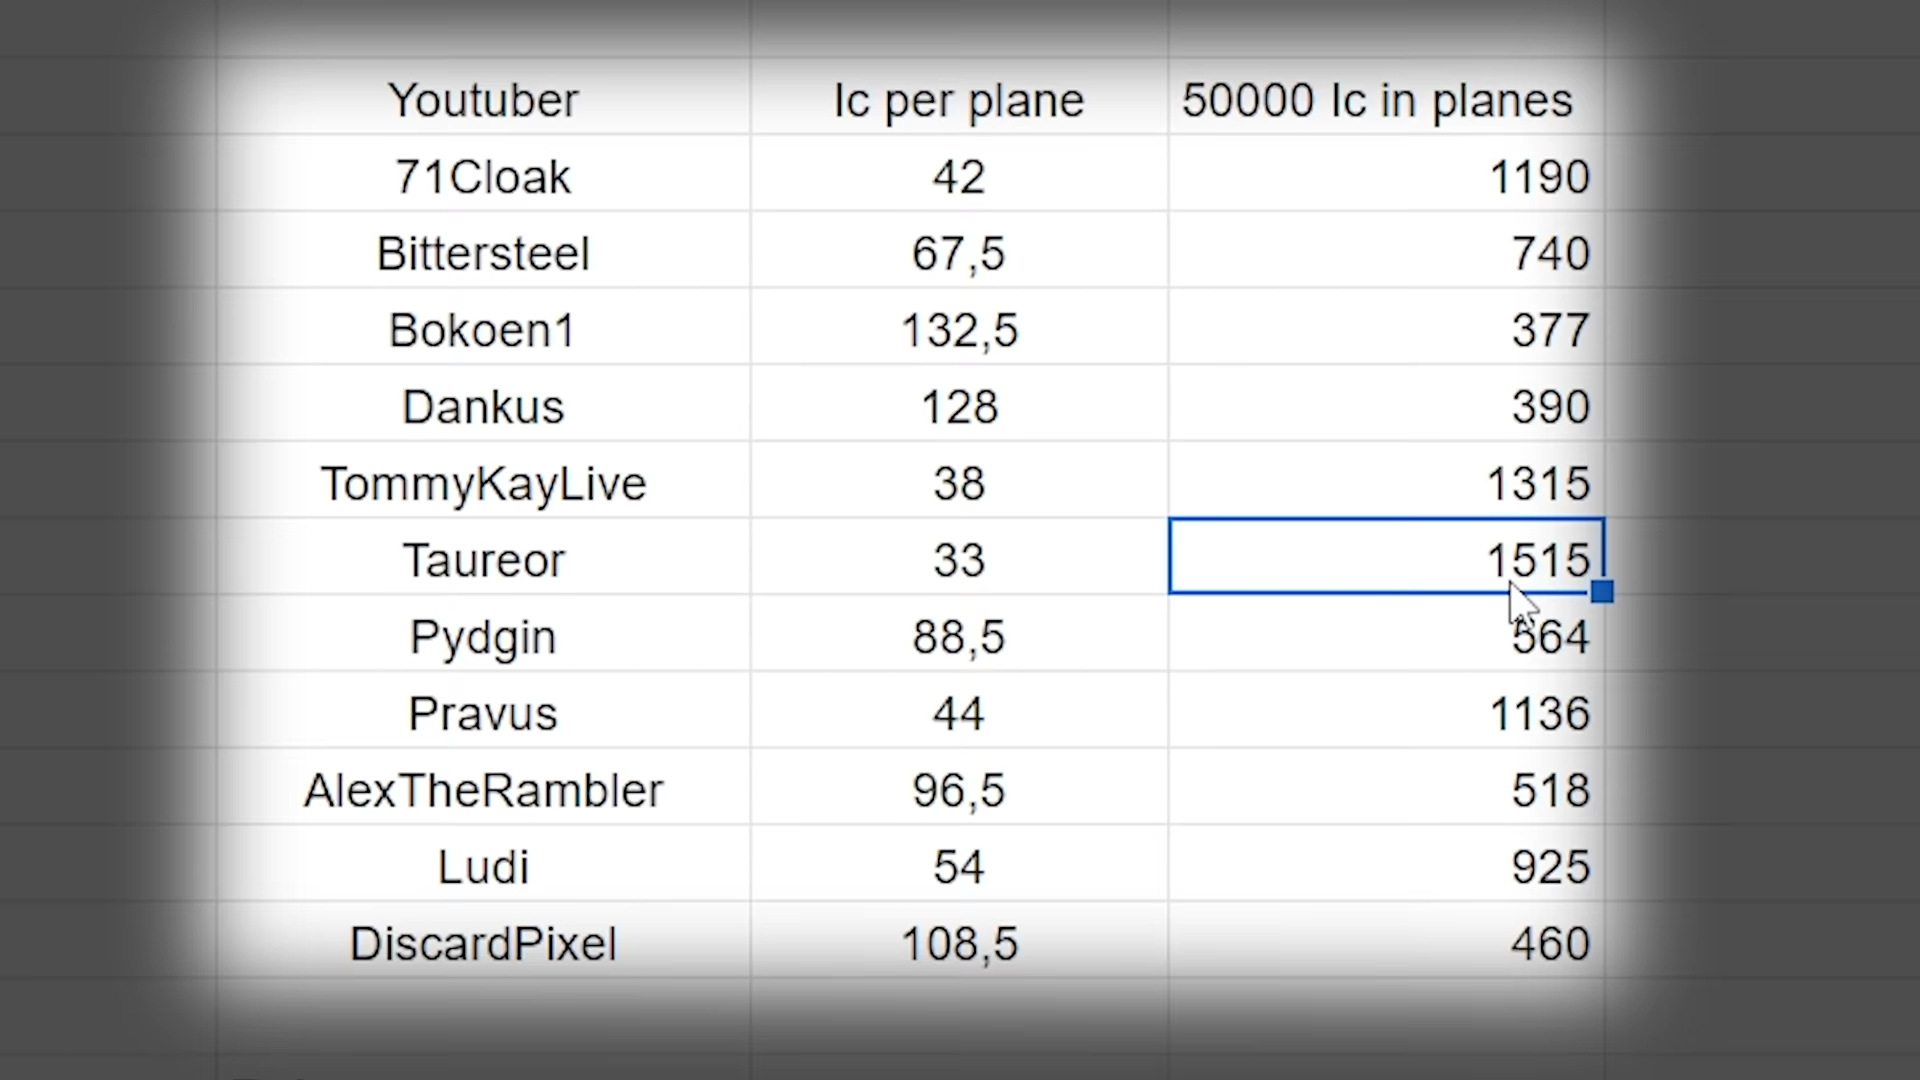 Youtuber Ic per plane 50000 Ic in planes
71Cloak 42 1190
Bittersteel 67,5 740
Bokoen1 132,5 377
Dankus 128 390
TommyKayLive 38 1315
Taureor 33 1515
Pydgin 88,5 564
Pravus 44 1136
AlexTheRambler 96,5 518
Ludi 54 925
DiscardPixel 108,5 460